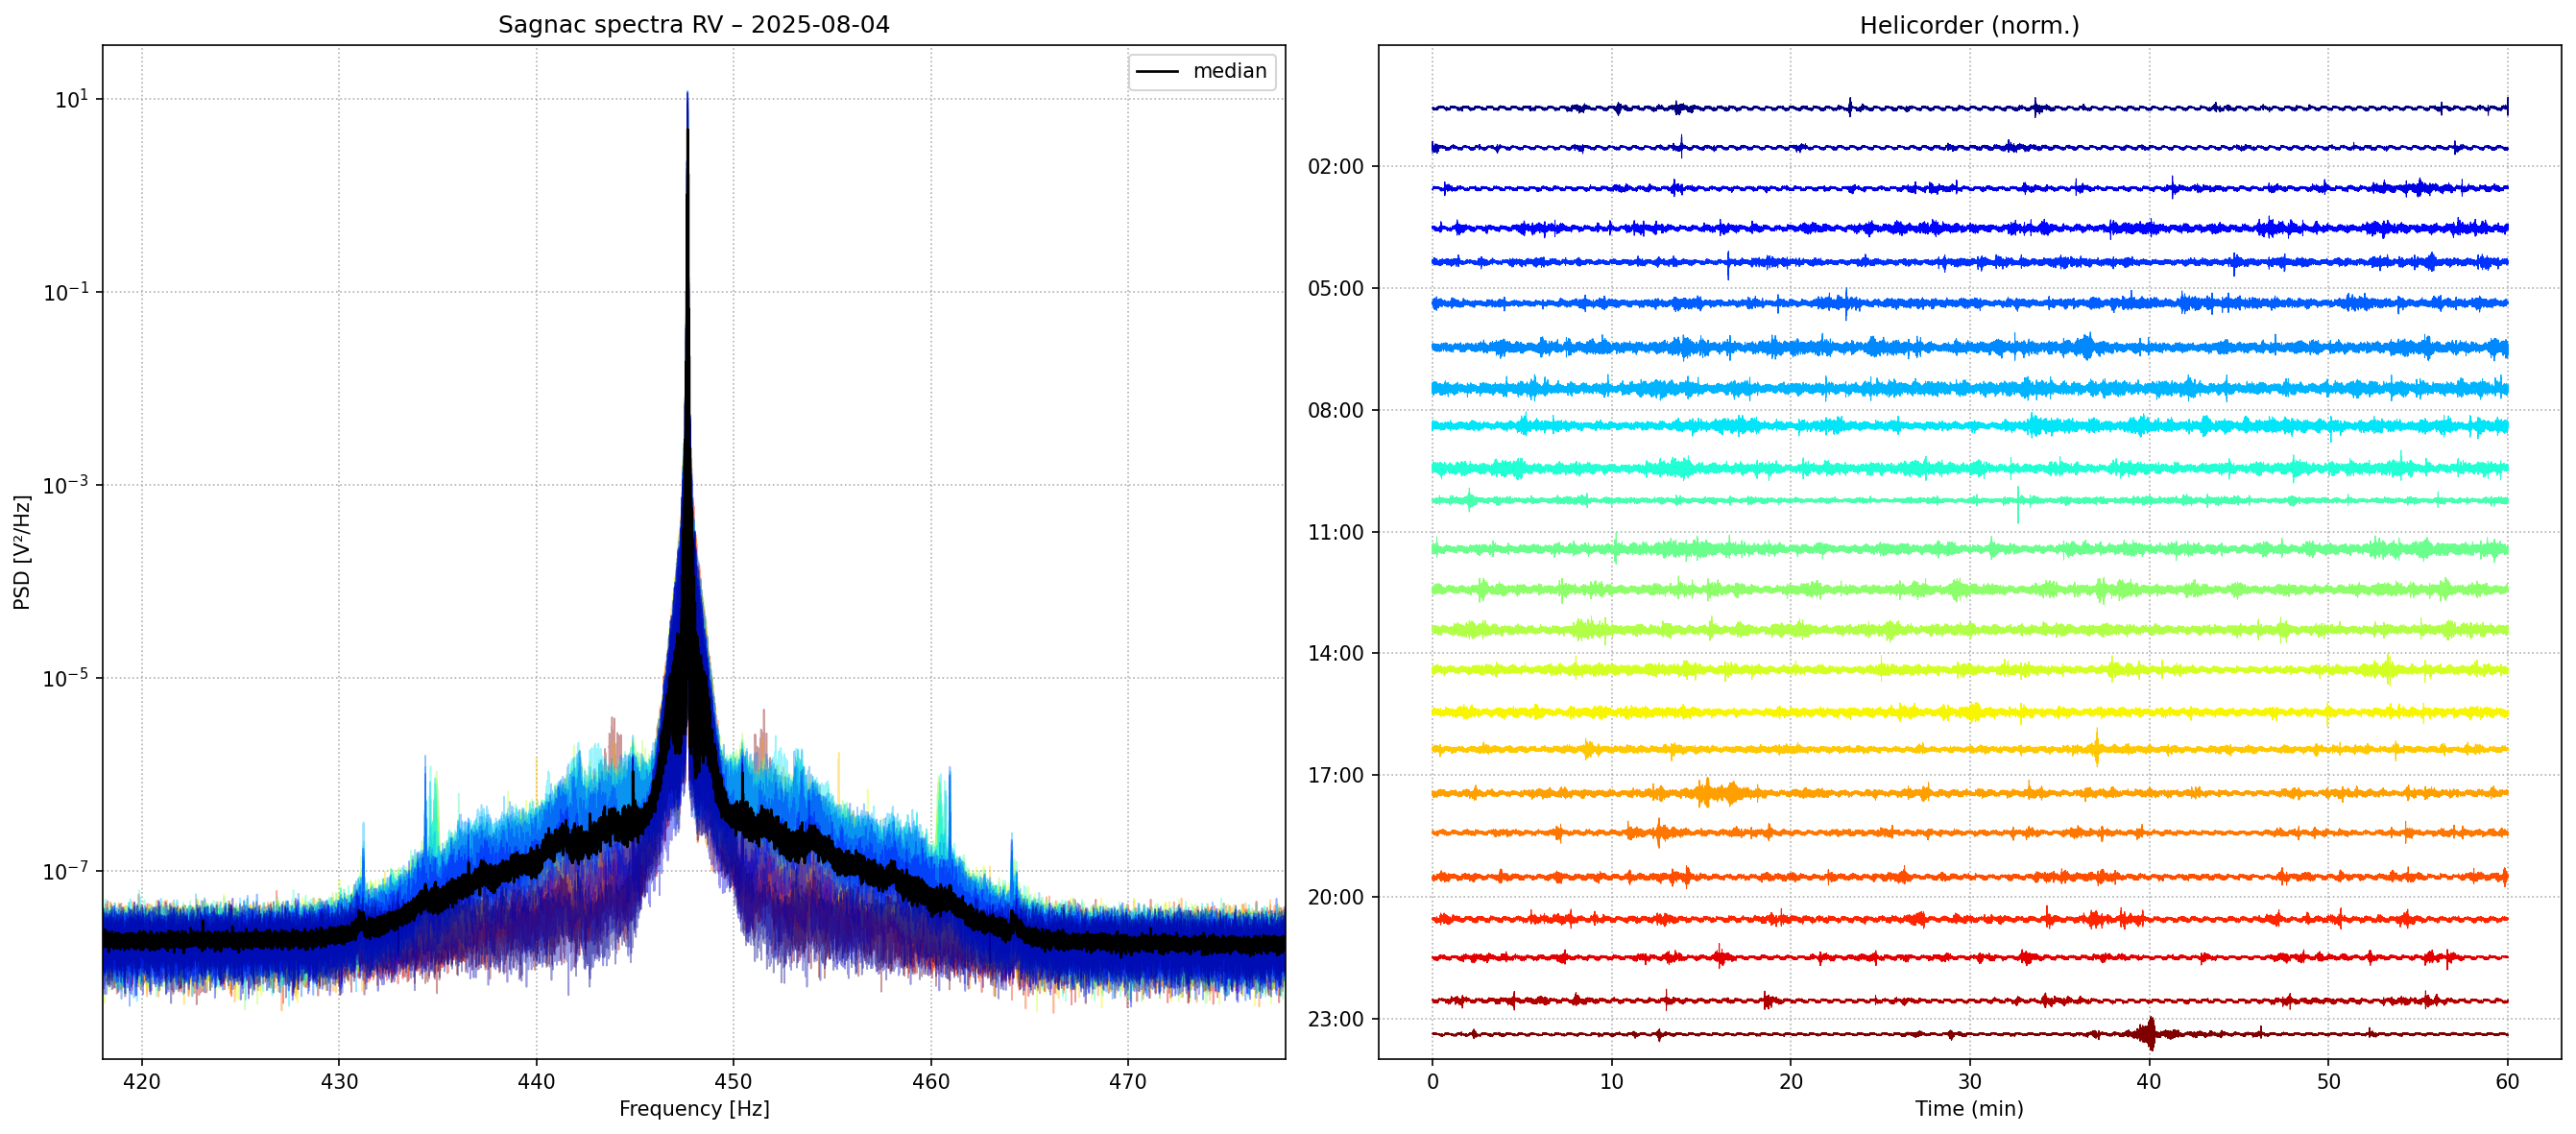 Sagnac spectra RV – 2025-08-04
median
10¹
10⁻¹
10⁻³
10⁻⁵
10⁻⁷
PSD [V²/Hz]
420 430 440 450 460 470
Frequency [Hz]
Helicorder (norm.)
02:00
05:00
08:00
11:00
14:00
17:00
20:00
23:00
0 10 20 30 40 50 60
Time (min)